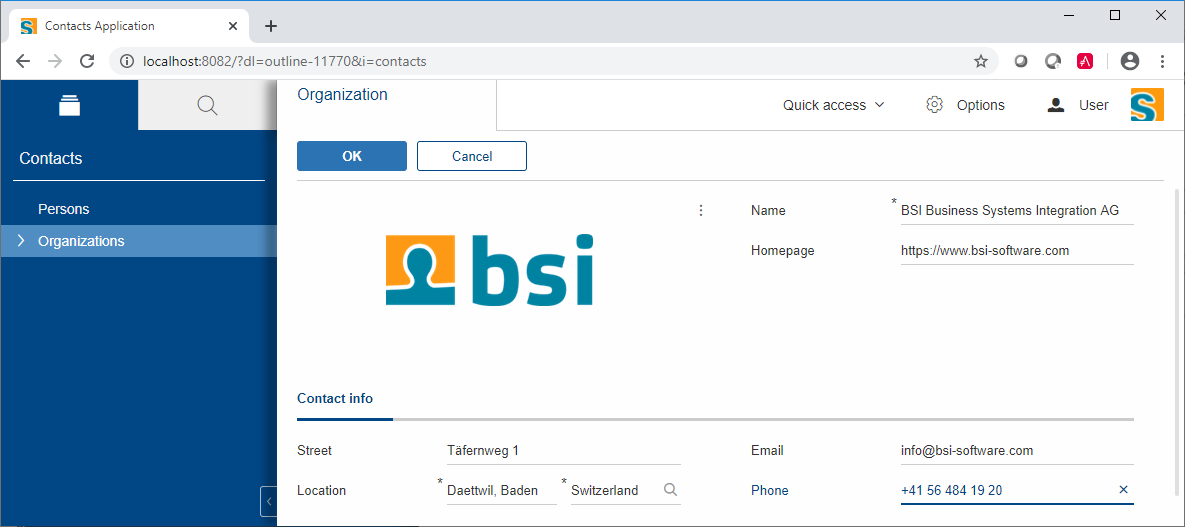 Contacts Application
localhost:8082/?dl=outline-11770&i=contacts
Organization
Quick access
Options
User
Contacts
OK
Cancel
Persons
Organizations
bsi
Name * BSI Business Systems Integration AG
Homepage https://www.bsi-software.com
Contact info
Street Täfernweg 1
Email info@bsi-software.com
Location * Daettwil, Baden * Switzerland
Phone +41 56 484 19 20